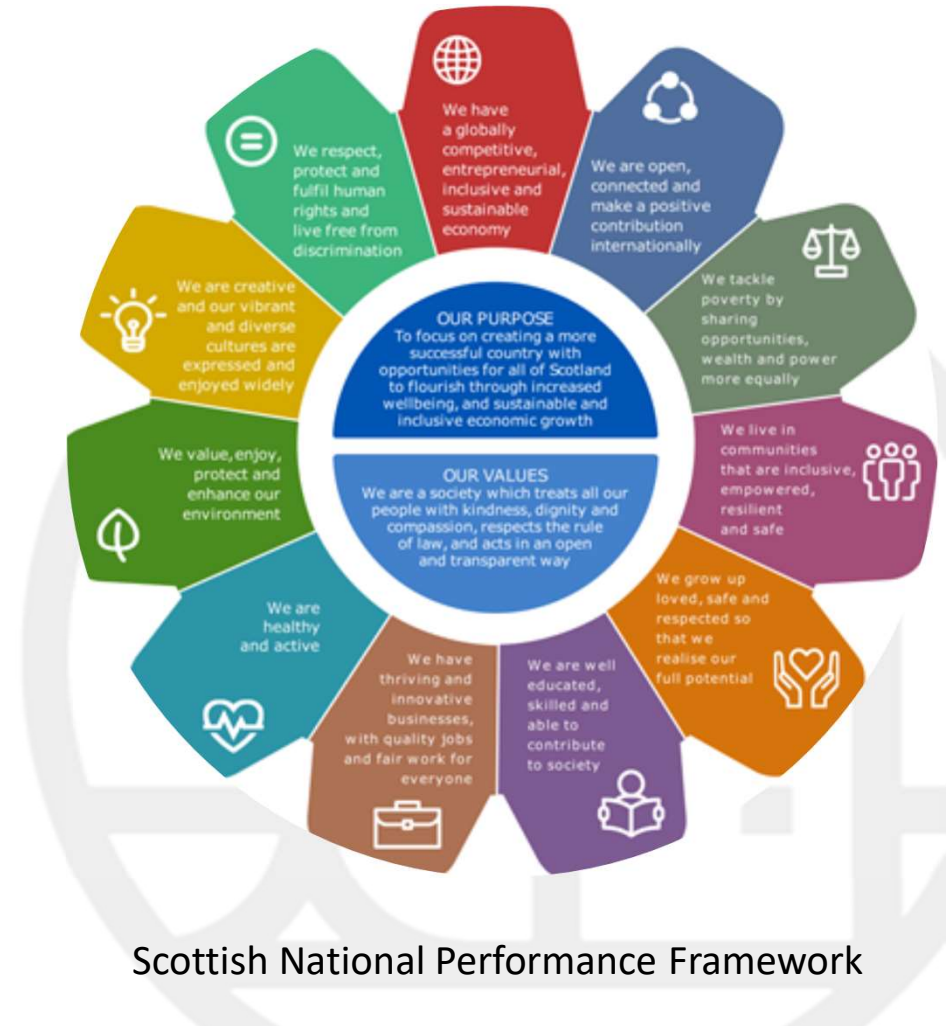 We have
a globally
competitive,
entrepreneurial,
inclusive and
sustainable
economy
We are open,
connected and
make a positive
contribution
internationally
We tackle
poverty by
sharing
opportunities,
wealth and power
more equally
We live in
communities
that are inclusive,
empowered,
resilient
and safe
We grow up
loved, safe and
respected so
that we
realise our
full potential
We are well
educated,
skilled and
able to
contribute
to society
We have
thriving and
innovative
businesses,
with quality jobs
and fair work for
everyone
We are
healthy
and active
We value, enjoy,
protect and
enhance our
environment
We are creative
and our vibrant
and diverse
cultures are
expressed and
enjoyed widely
We respect,
protect and
fulfil human
rights and
live free from
discrimination
OUR PURPOSE
To focus on creating a more
successful country with
opportunities for all of Scotland
to flourish through increased
wellbeing, and sustainable and
inclusive economic growth
OUR VALUES
We are a society which treats all our
people with kindness, dignity and
compassion, respects the rule
of law, and acts in an open
and transparent way
Scottish National Performance Framework